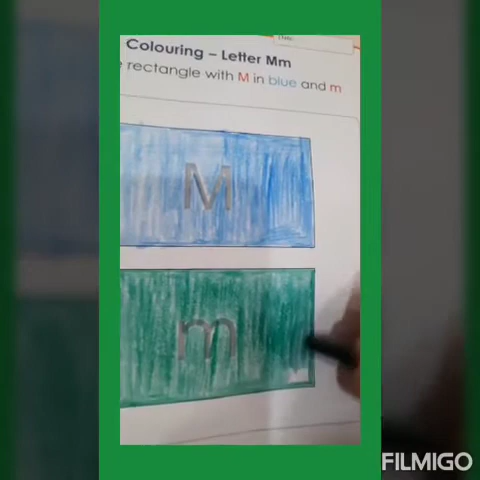 Colouring – Letter Mm
rectangle with M in blue and m
M
m
FILMIGO